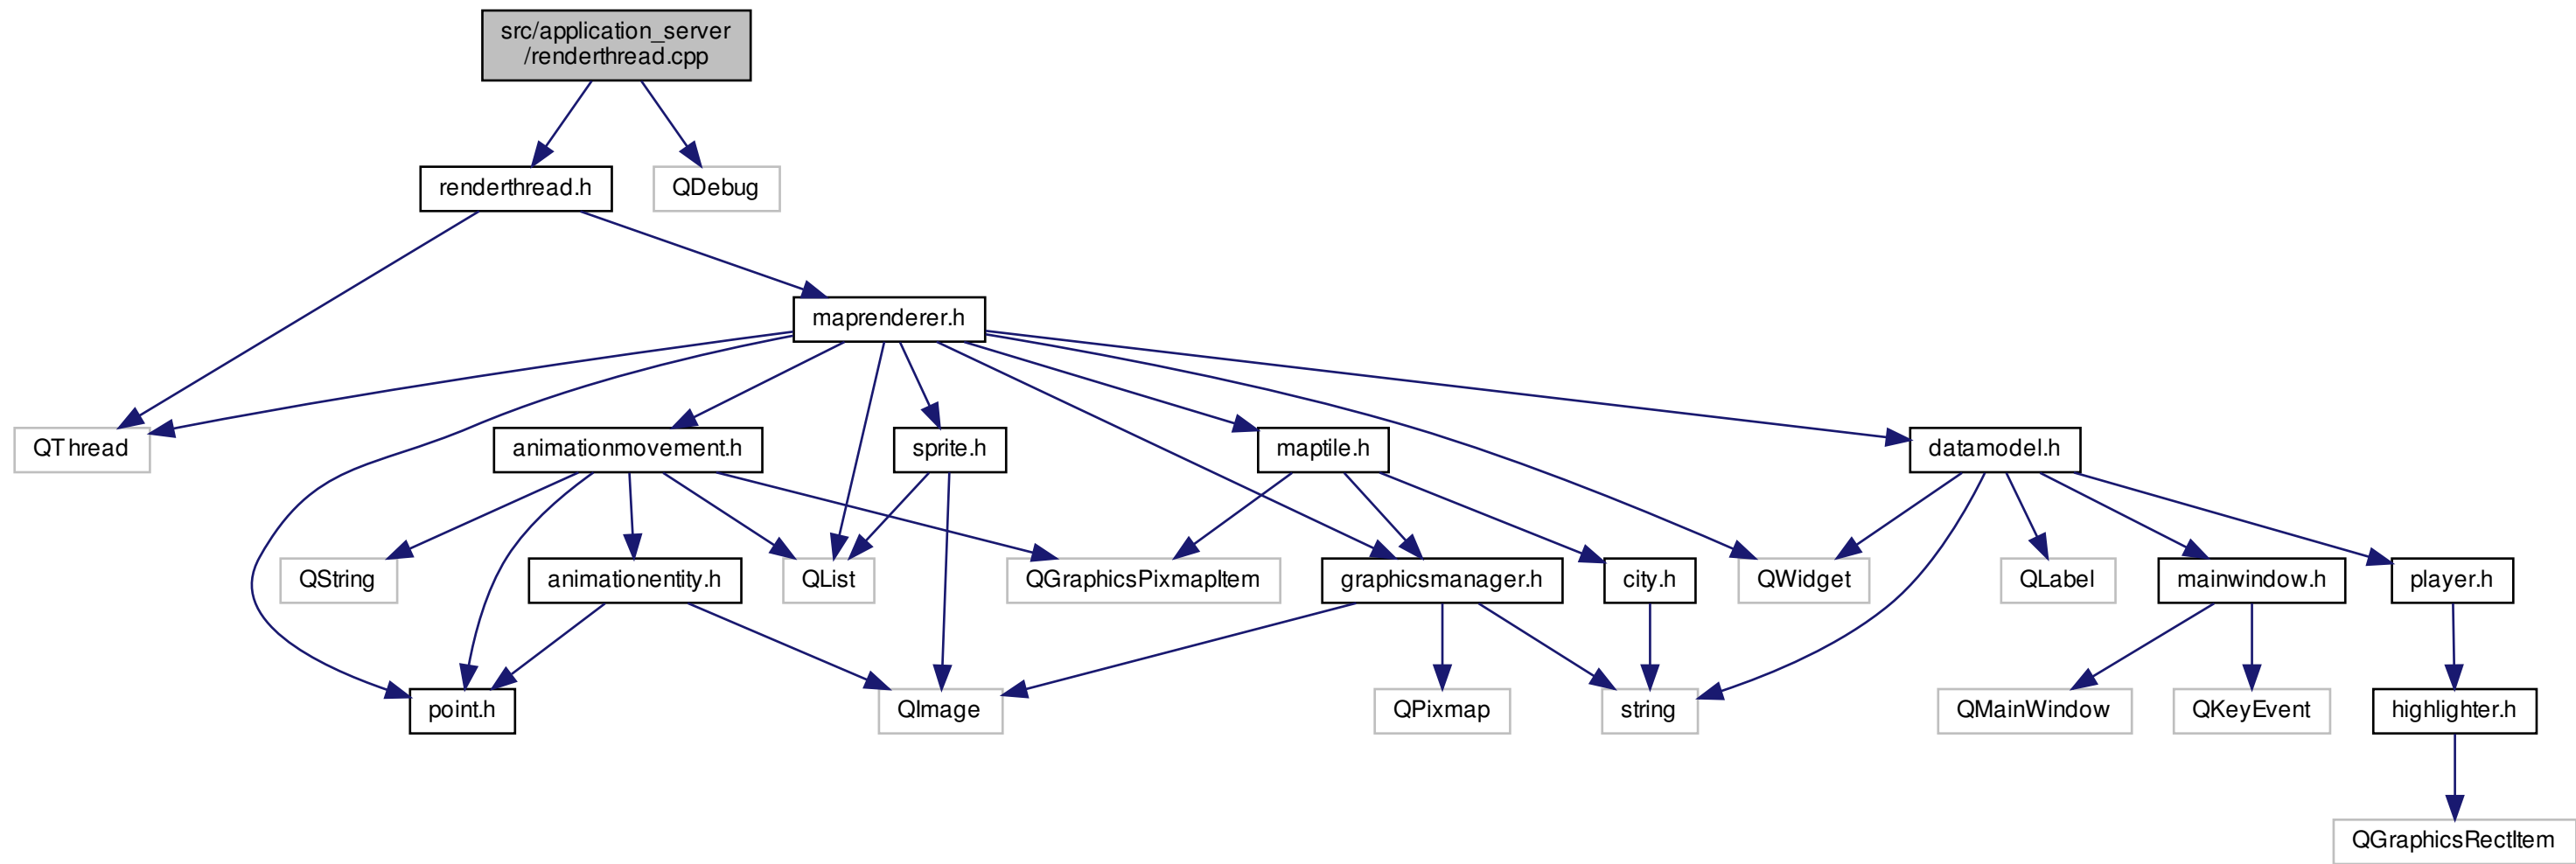 src/application_server
/renderthread.cpp
renderthread.h
QDebug
maprenderer.h
QThread
animationmovement.h
sprite.h
maptile.h
datamodel.h
QString
animationentity.h
QList
QGraphicsPixmapItem
graphicsmanager.h
city.h
QWidget
QLabel
mainwindow.h
player.h
point.h
QImage
QPixmap
string
QMainWindow
QKeyEvent
highlighter.h
QGraphicsRectItem